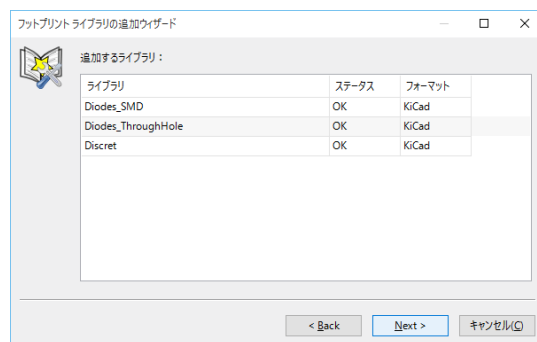 フットプリント ライブラリの追加ウィザード
追加するライブラリ：
ライブラリ ステータス フォーマット
Diodes_SMD OK KiCad
Diodes_ThroughHole OK KiCad
Discret OK KiCad
< Back Next > キャンセル(C)